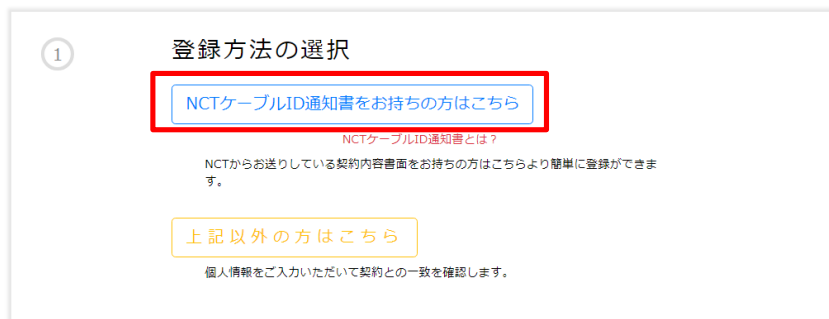 1
登録方法の選択
NCTケーブルID通知書をお持ちの方はこちら
NCTケーブルID通知書とは？
NCTからお送りしている契約内容書面をお持ちの方はこちらより簡単に登録ができま
す。
上記以外の方はこちら
個人情報をご入力いただいて契約との一致を確認します。